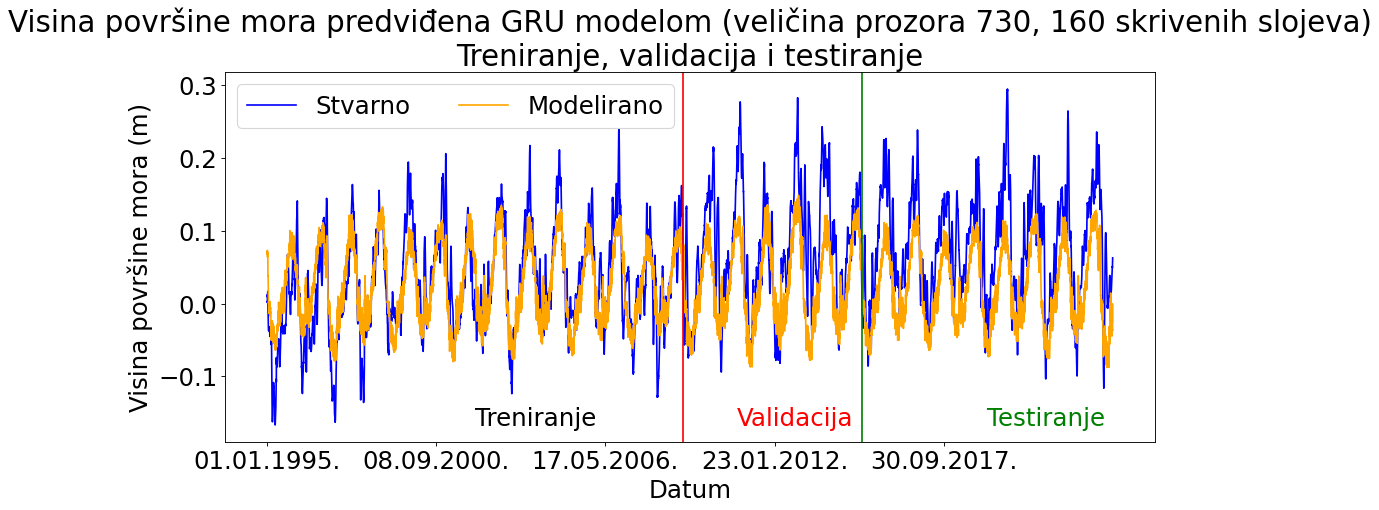 Visina površine mora predviđena GRU modelom (veličina prozora 730, 160 skrivenih slojeva)
Treniranje, validacija i testiranje
Stvarno
Modelirano
Visina površine mora (m)
0.3
0.2
0.1
0.0
−0.1
Treniranje
Validacija
Testiranje
01.01.1995.
08.09.2000.
17.05.2006.
23.01.2012.
30.09.2017.
Datum